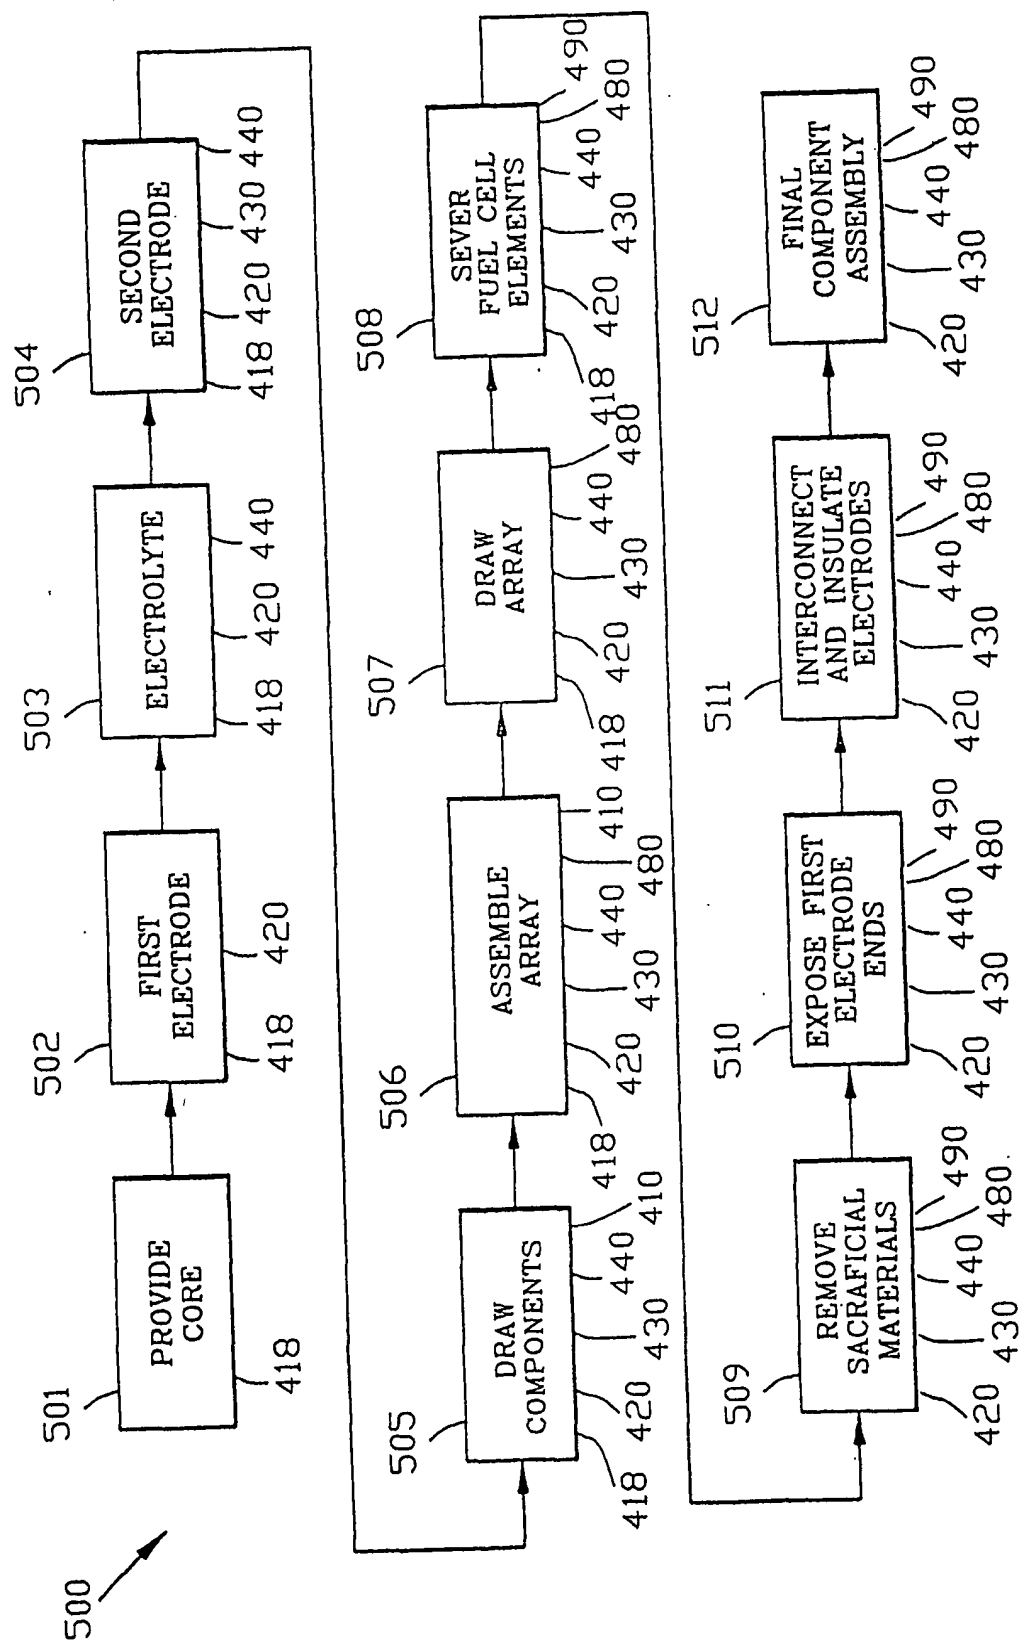 500
501
PROVIDE
CORE
418
502
FIRST
ELECTRODE
418
420
503
ELECTROLYTE
418
420
440
504
SECOND
ELECTRODE
418
420
430
440
505
DRAW
COMPONENTS
418
420
430
440
410
506
ASSEMBLE
ARRAY
418
420
430
440
480
410
507
DRAW
ARRAY
418
420
430
440
480
508
SEVER
FUEL CELL
ELEMENTS
418
420
430
440
480
490
509
REMOVE
SACRAFICIAL
MATERIALS
420
430
440
480
490
510
EXPOSE FIRST
ELECTRODE
ENDS
420
430
440
480
490
511
INTERCONNECT
AND INSULATE
ELECTRODES
420
430
440
480
490
512
FINAL
COMPONENT
ASSEMBLY
420
430
440
480
490